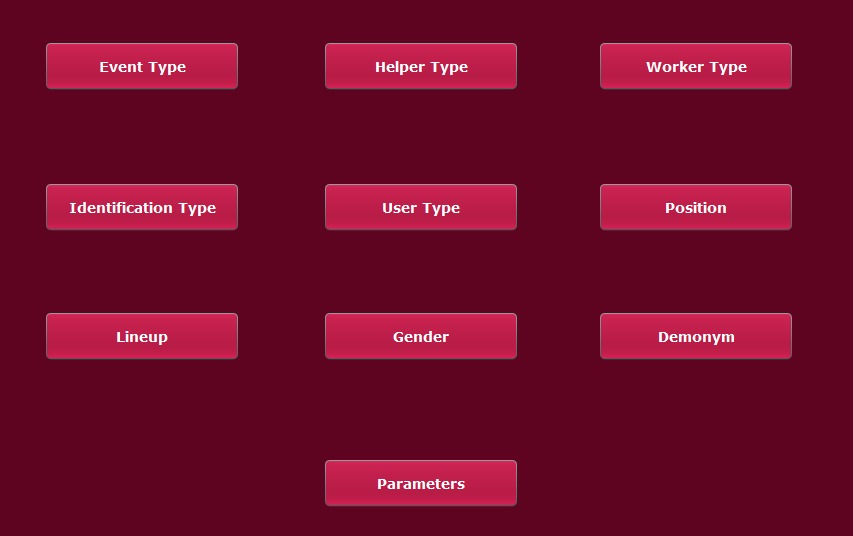 Event Type
Helper Type
Worker Type
Identification Type
User Type
Position
Lineup
Gender
Demonym
Parameters